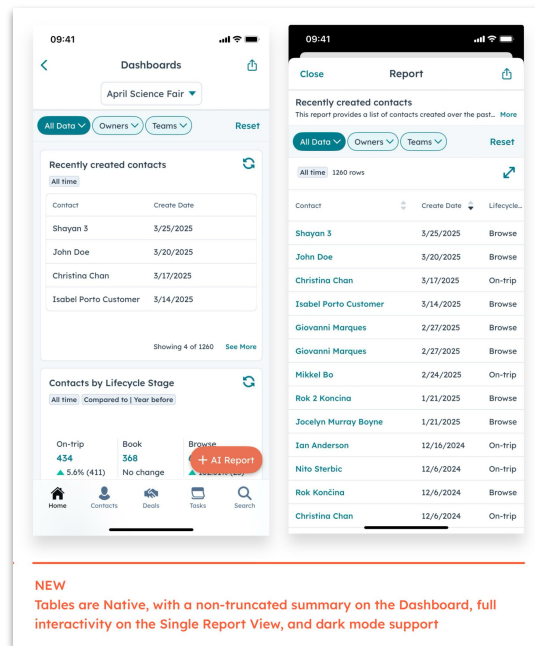 09:41
Dashboards
April Science Fair
All Data
Owners
Teams
Reset
Recently created contacts
All time
Contact Create Date
Shayan 3 3/25/2025
John Doe 3/20/2025
Christina Chan 3/17/2025
Isabel Porto Customer 3/14/2025
Showing 4 of 1260 See More
Contacts by Lifecycle Stage
All time Compared to | Year before
On-trip Book Browse
434 368
5.6% (411) No change
+ AI Report
Home Contacts Deals Tasks Search
09:41
Close Report
Recently created contacts
This report provides a list of contacts created over the past... More
All Data Owners Teams Reset
All time 1260 rows
Contact Create Date Lifecycle...
Shayan 3 3/25/2025 Browse
John Doe 3/20/2025 Browse
Christina Chan 3/17/2025 On-trip
Isabel Porto Customer 3/14/2025 Browse
Giovanni Marques 2/27/2025 Browse
Giovanni Marques 2/27/2025 Browse
Mikkel Bo 2/24/2025 On-trip
Rok 2 Koncina 1/21/2025 Browse
Jocelyn Murray Boyne 1/21/2025 Browse
Ian Anderson 12/16/2024 On-trip
Nito Sterbic 12/6/2024 On-trip
Rok Končina 12/6/2024 Browse
Christina Chan 12/6/2024 On-trip
NEW
Tables are Native, with a non-truncated summary on the Dashboard, full
interactivity on the Single Report View, and dark mode support